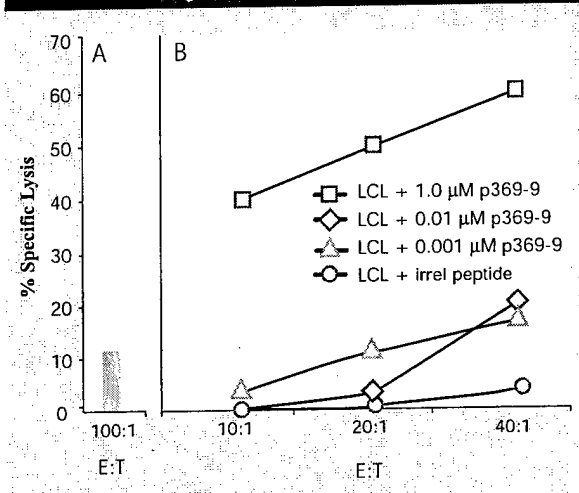 70
60
50
40
30
20
10
0
% Specific Lysis
A
B
LCL + 1.0 µM p369-9
LCL + 0.01 µM p369-9
LCL + 0.001 µM p369-9
LCL + irrel peptide
100:1
10:1
20:1
40:1
E:T
E:T